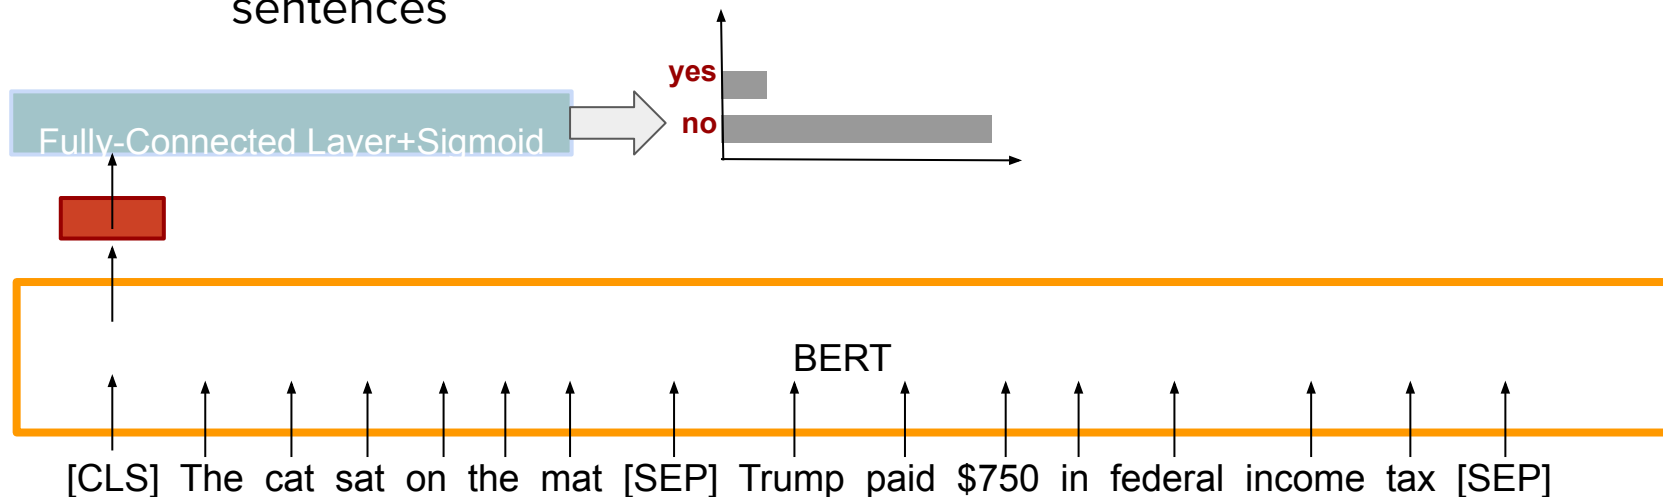 sentences
yes
Fully-Connected Layer+Sigmoid
no
BERT
[CLS] The cat sat on the mat [SEP] Trump paid $750 in federal income tax [SEP]